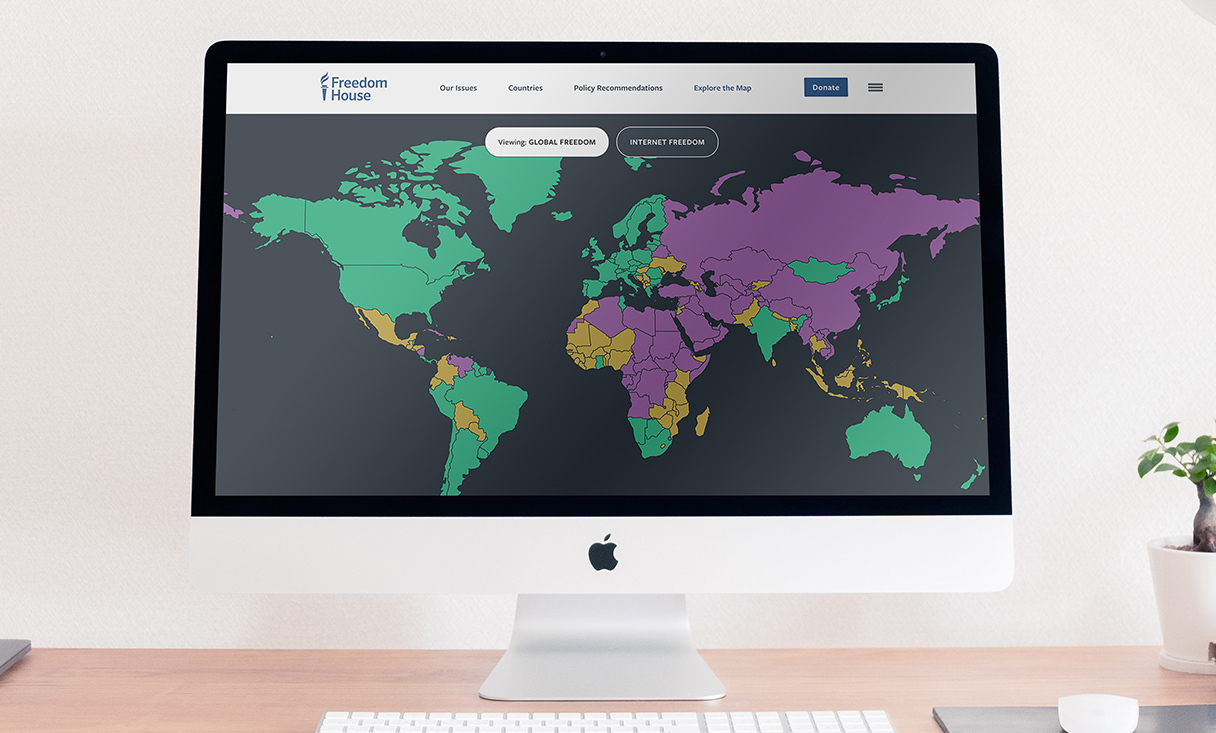 Freedom
House
Our Issues
Countries
Policy Recommendations
Explore the Map
Donate
Viewing: GLOBAL FREEDOM
INTERNET FREEDOM